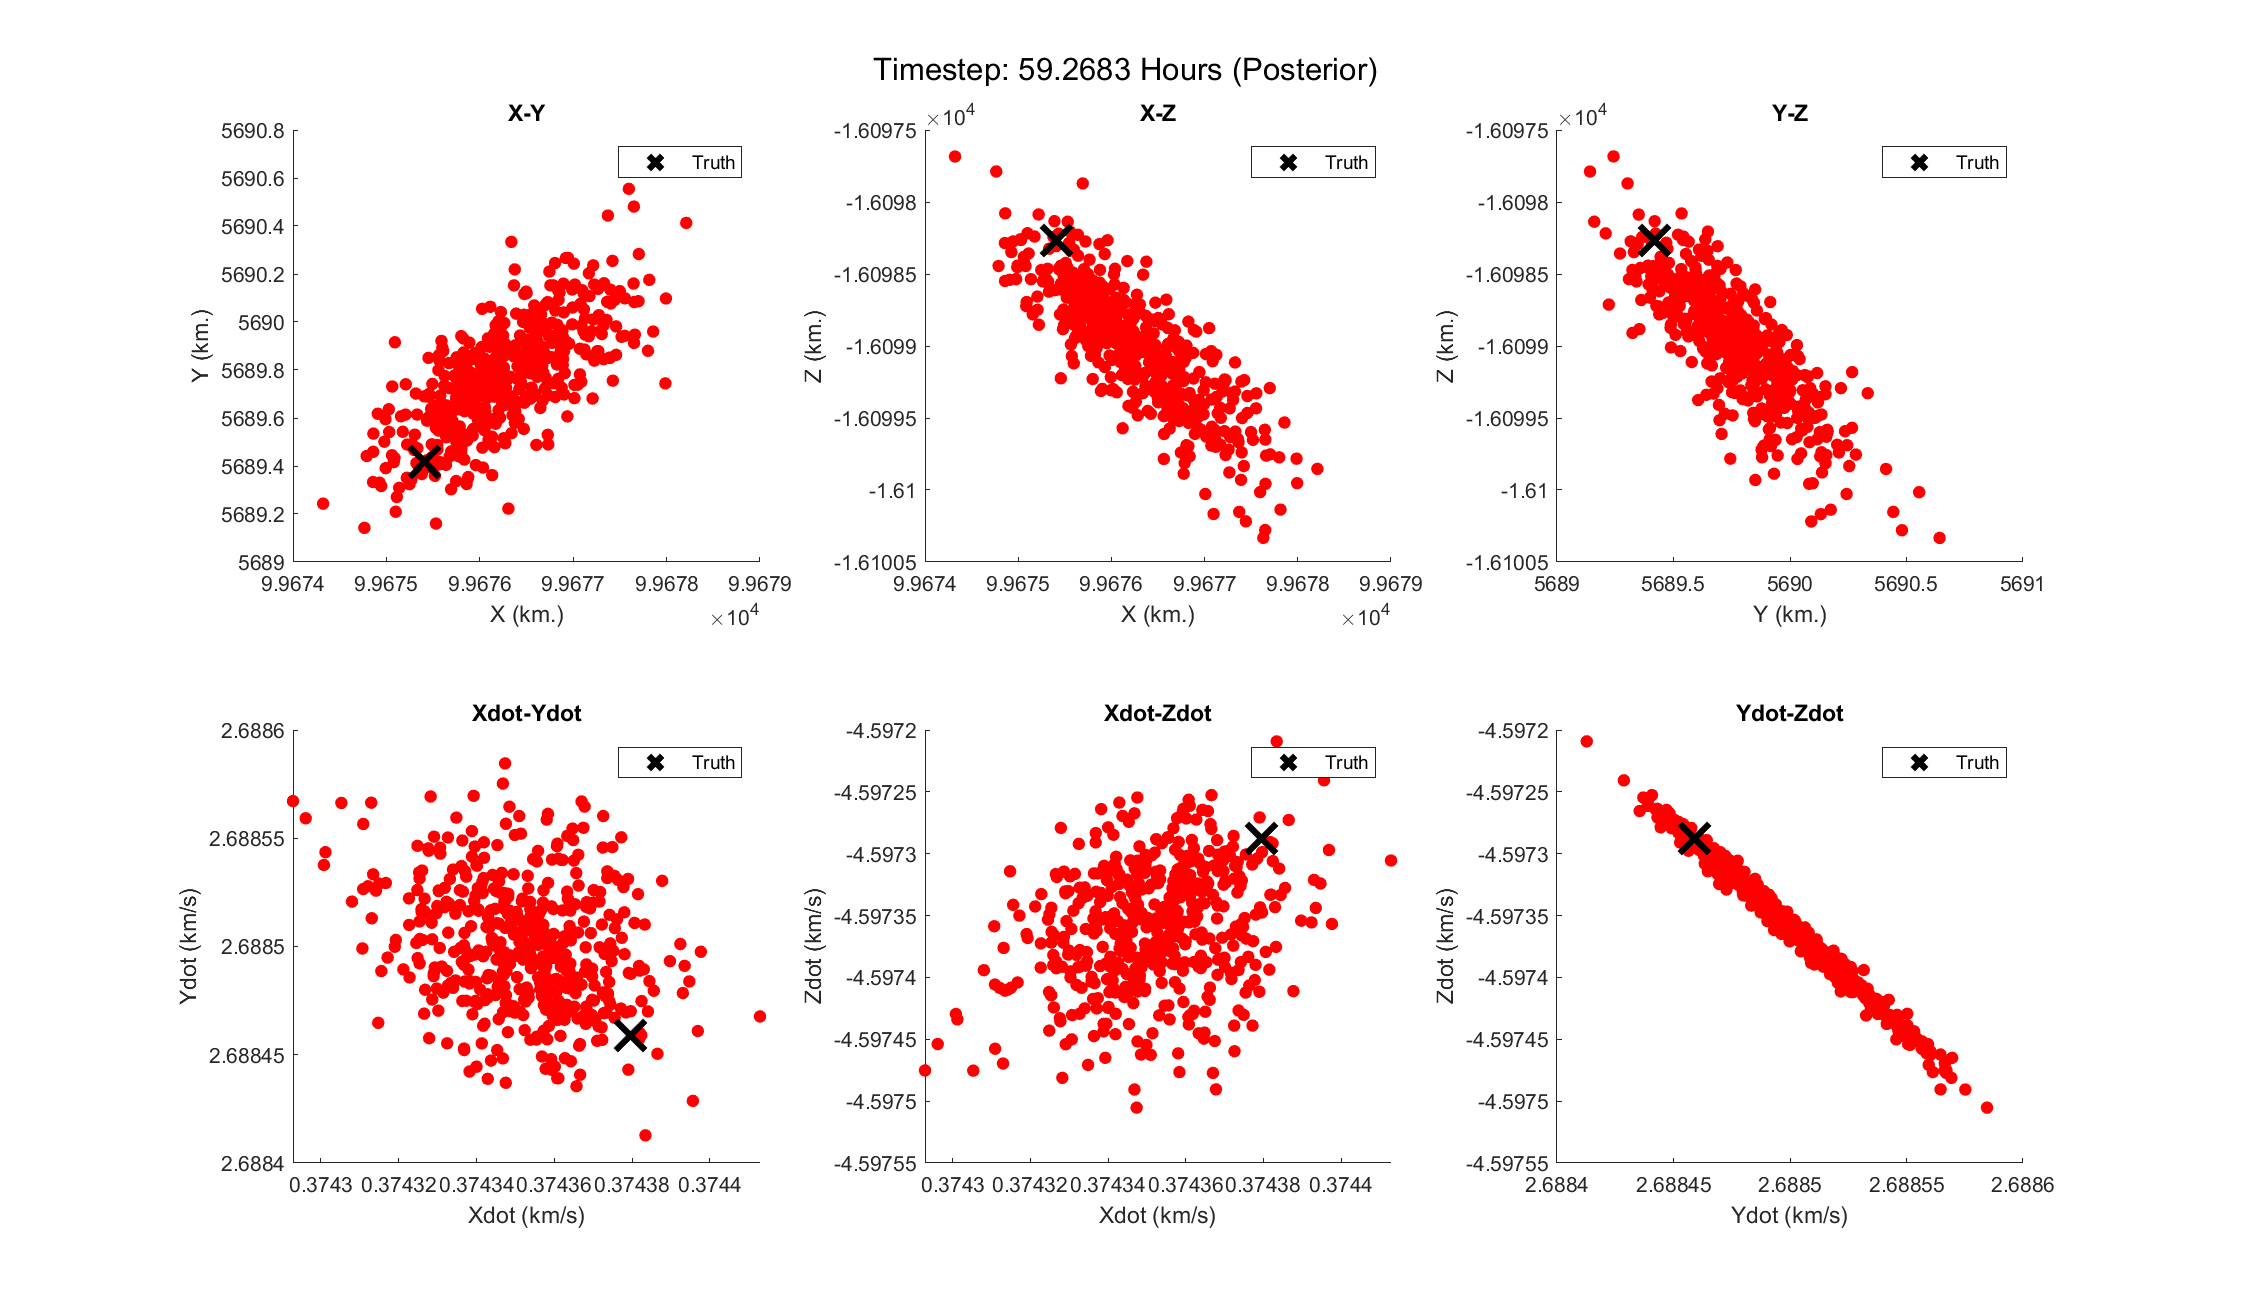 Timestep: 59.2683 Hours (Posterior)
X-Y
Truth
Y (km.)
5690.8
5690.6
5690.4
5690.2
5690
5689.8
5689.6
5689.4
5689.2
5689
9.9674 9.9675 9.9676 9.9677 9.9678 9.9679
X (km.)
×10^4
X-Z
×10^4
Truth
Z (km.)
-1.60975
-1.6098
-1.60985
-1.6099
-1.60995
-1.61
-1.61005
9.9674 9.9675 9.9676 9.9677 9.9678 9.9679
X (km.)
×10^4
Y-Z
×10^4
Truth
Z (km.)
-1.60975
-1.6098
-1.60985
-1.6099
-1.60995
-1.61
-1.61005
5689 5689.5 5690 5690.5 5691
Y (km.)
Xdot-Ydot
Truth
Ydot (km/s)
2.6886
2.68855
2.6885
2.68845
2.6884
0.3743 0.37432 0.37434 0.37436 0.37438 0.3744
Xdot (km/s)
Xdot-Zdot
Truth
Zdot (km/s)
-4.5972
-4.59725
-4.5973
-4.59735
-4.5974
-4.59745
-4.5975
-4.59755
0.3743 0.37432 0.37434 0.37436 0.37438 0.3744
Xdot (km/s)
Ydot-Zdot
Truth
Zdot (km/s)
-4.5972
-4.59725
-4.5973
-4.59735
-4.5974
-4.59745
-4.5975
-4.59755
2.6884 2.68845 2.6885 2.68855 2.6886
Ydot (km/s)